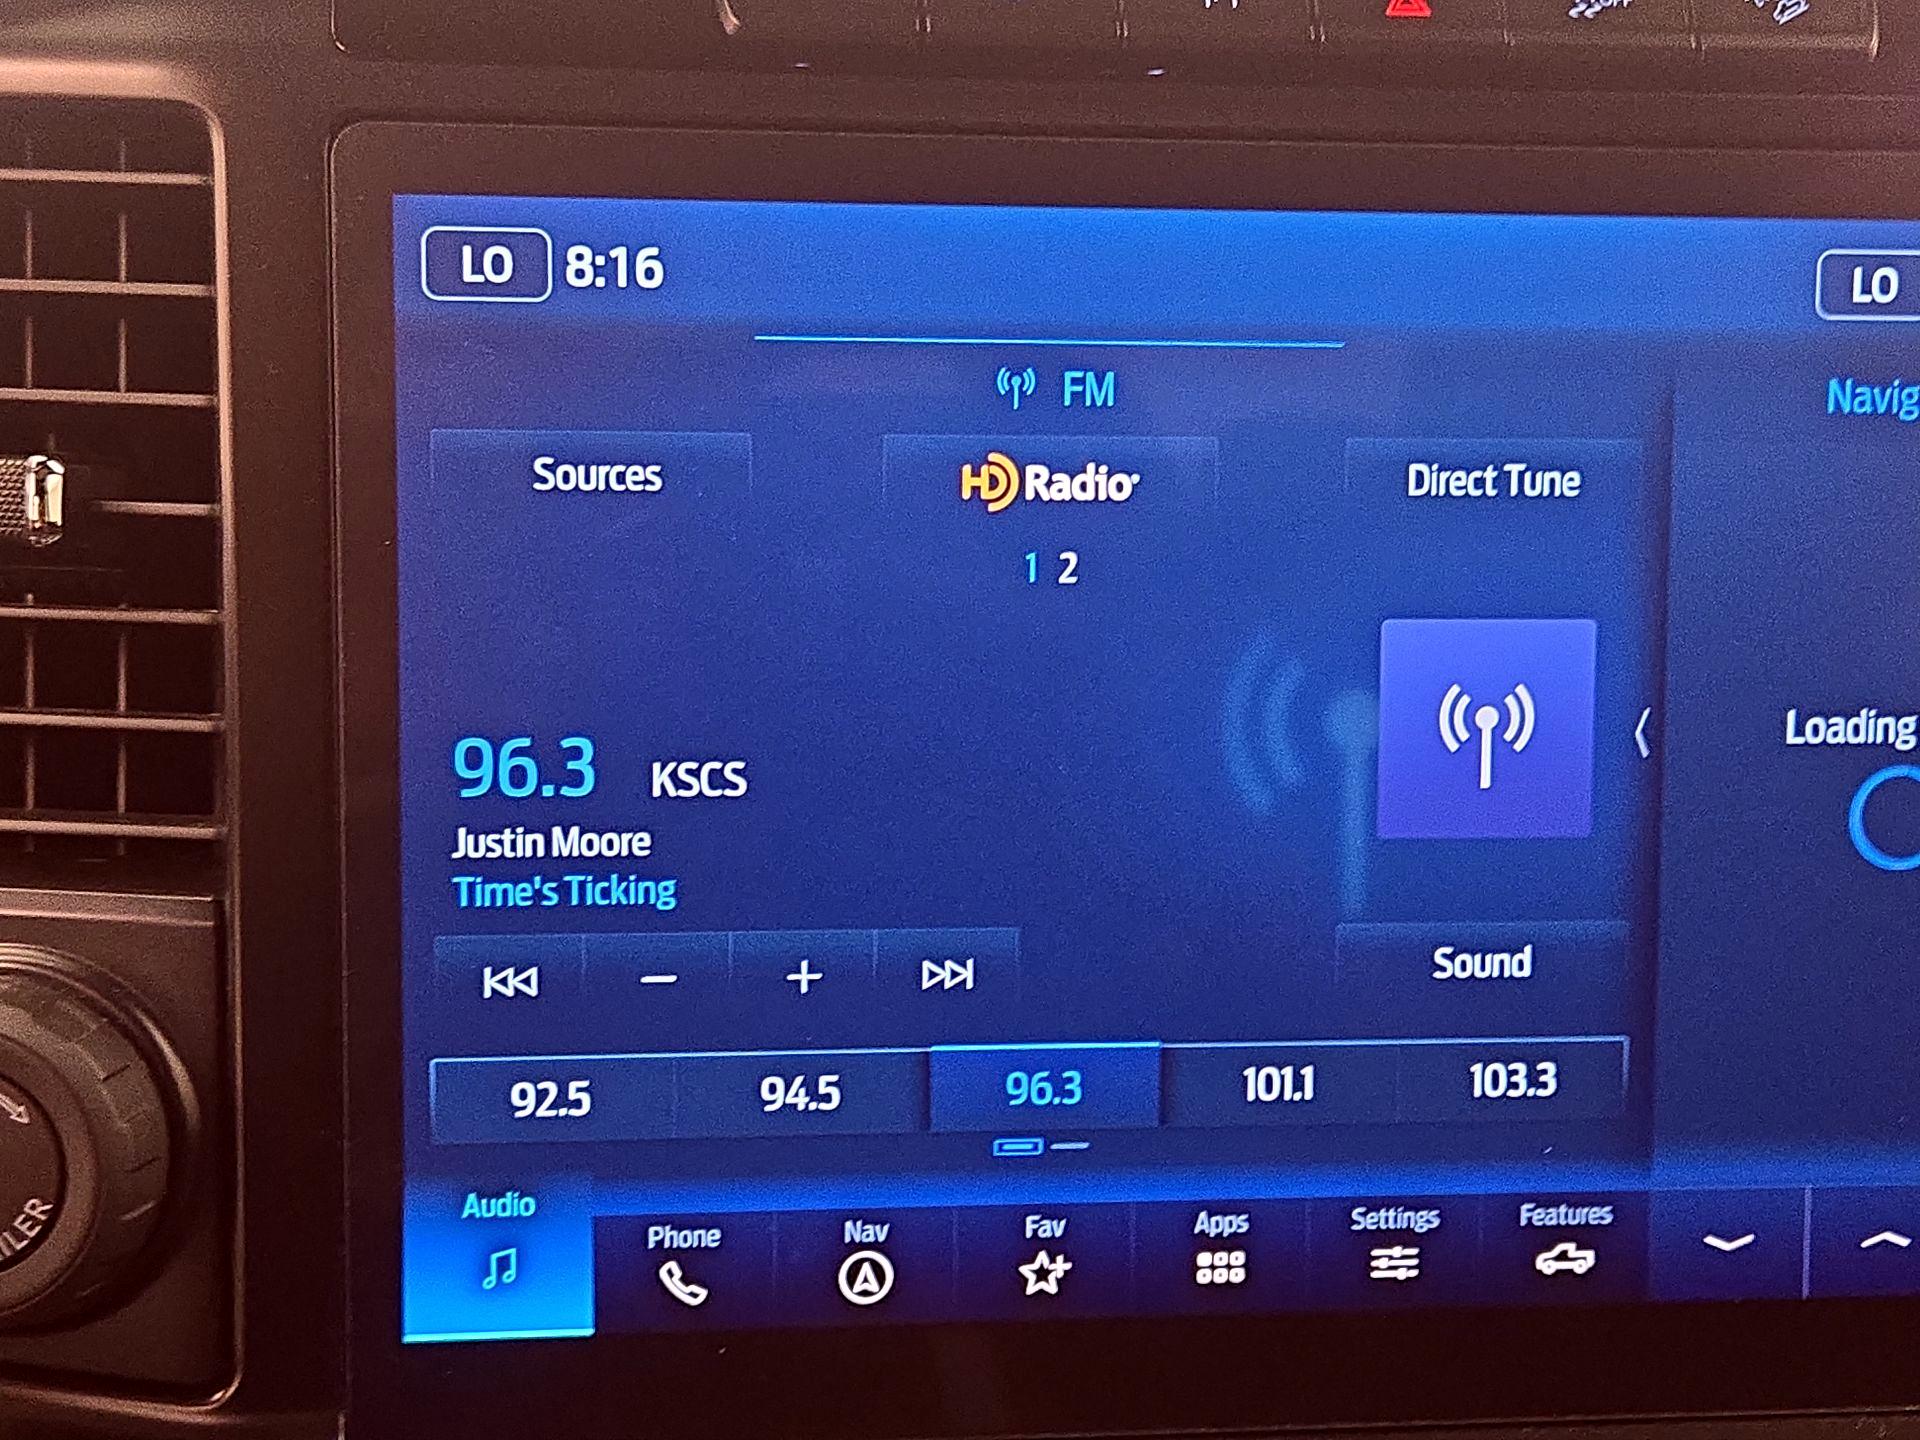 OFF
LO 8:16 LO
FM
Navig
Sources HD Radio Direct Tune
1 2
Loading
96.3 KSCS
Justin Moore
Time's Ticking
Sound
92.5 94.5 96.3 101.1 103.3
Audio Phone Nav Fav Apps Settings Features
ILER